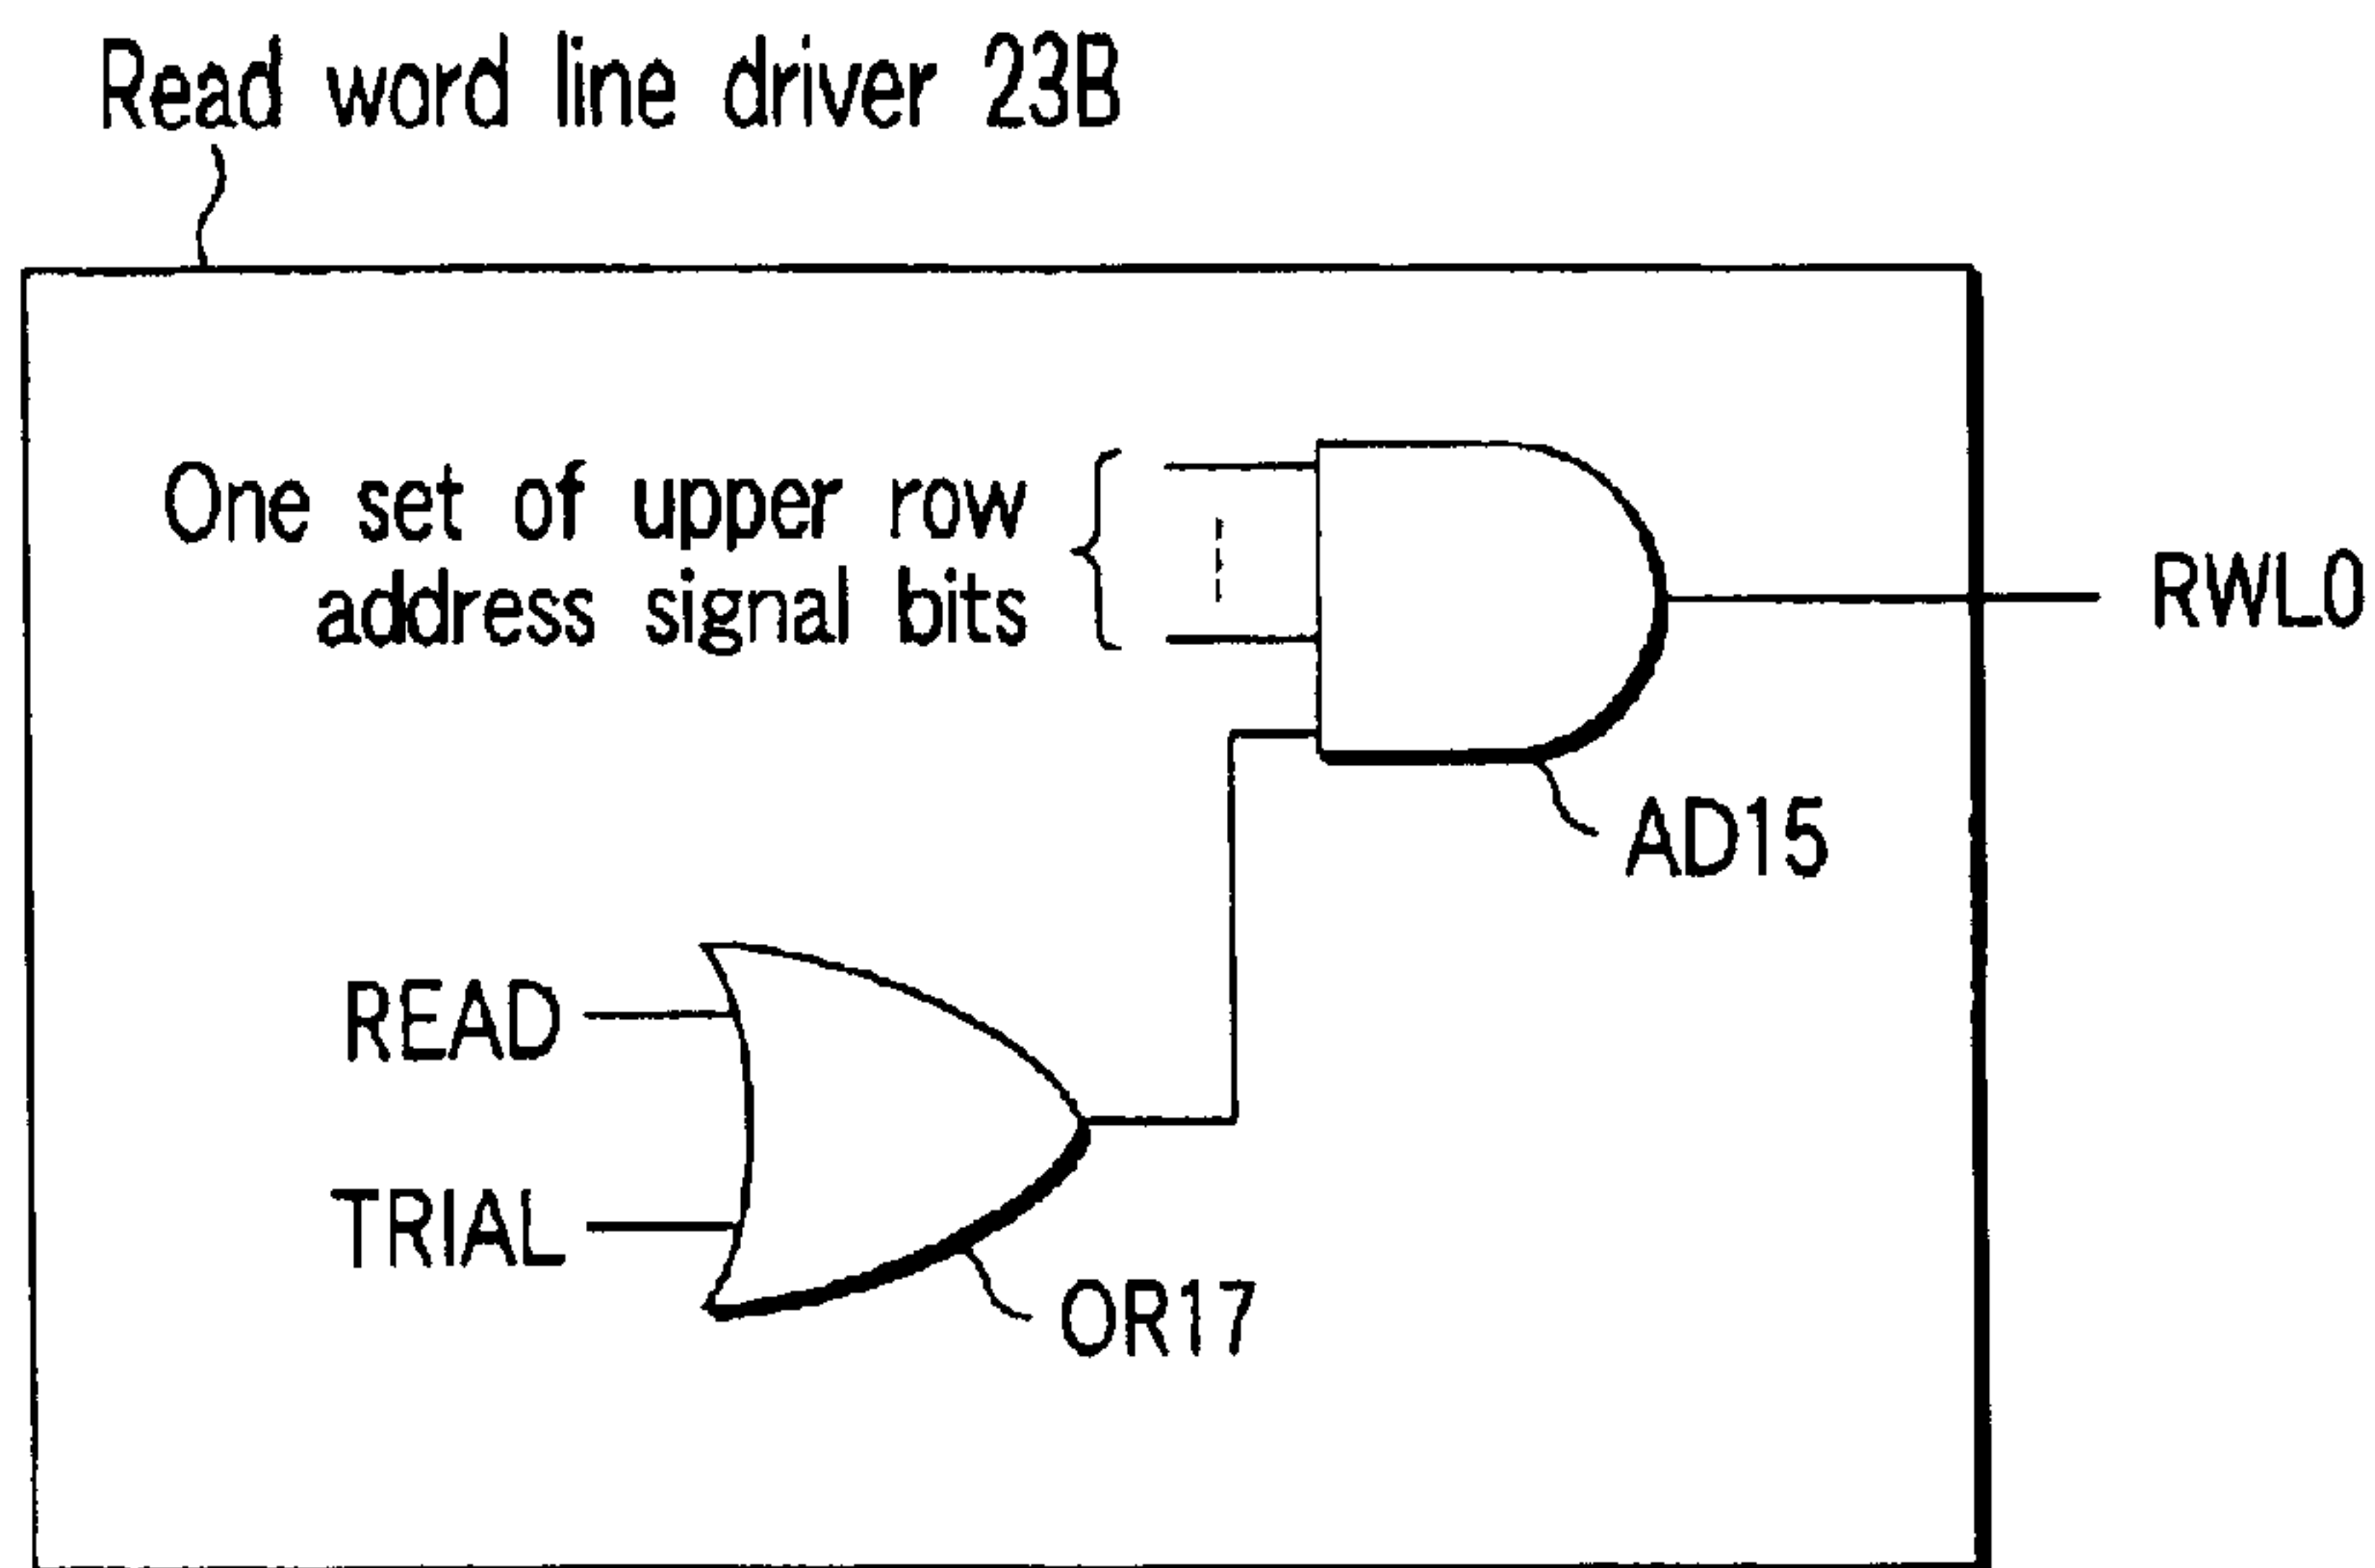 Read word line driver 23B
One set of upper row
address signal bits
RWL0
AD15
READ
TRIAL
OR17